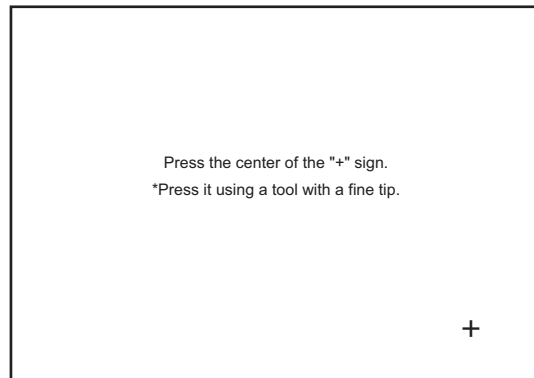 Press the center of the "+" sign.
*Press it using a tool with a fine tip.
+